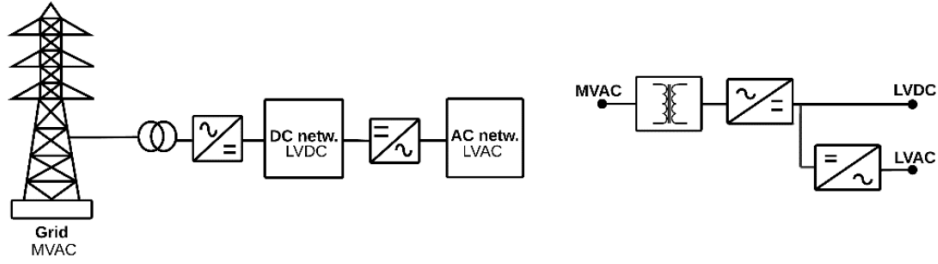 Grid
MVAC
DC netw.
LVDC
AC netw.
LVAC
MVAC
LVDC
LVAC